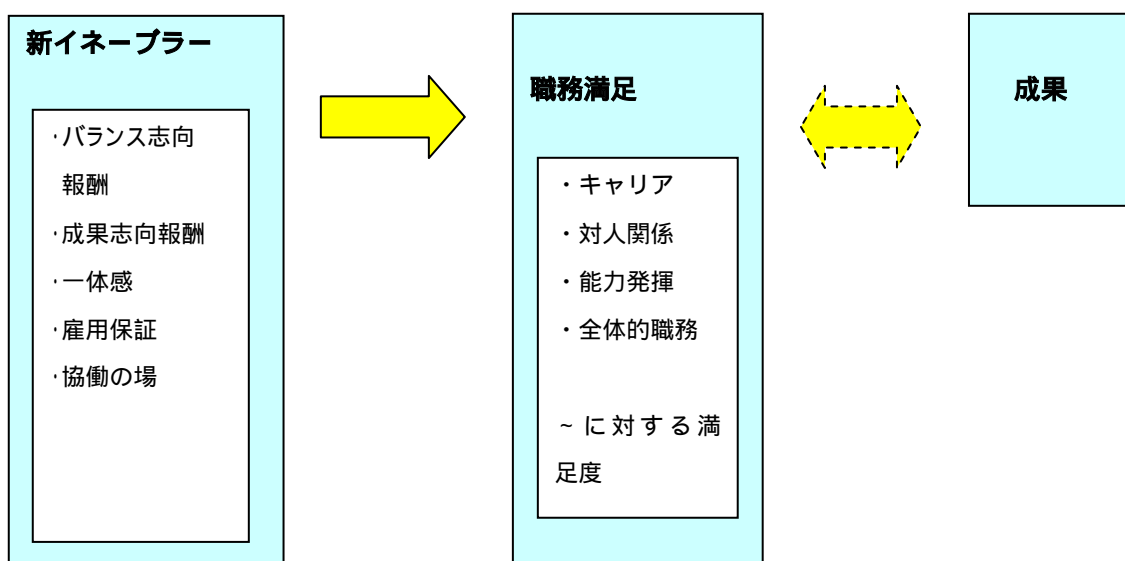 新イネーブラー
・バランス志向
報酬
・成果志向報酬
・一体感
・雇用保証
・協働の場
職務満足
・キャリア
・対人関係
・能力発揮
・全体的職務
~に対する満
足度
成果